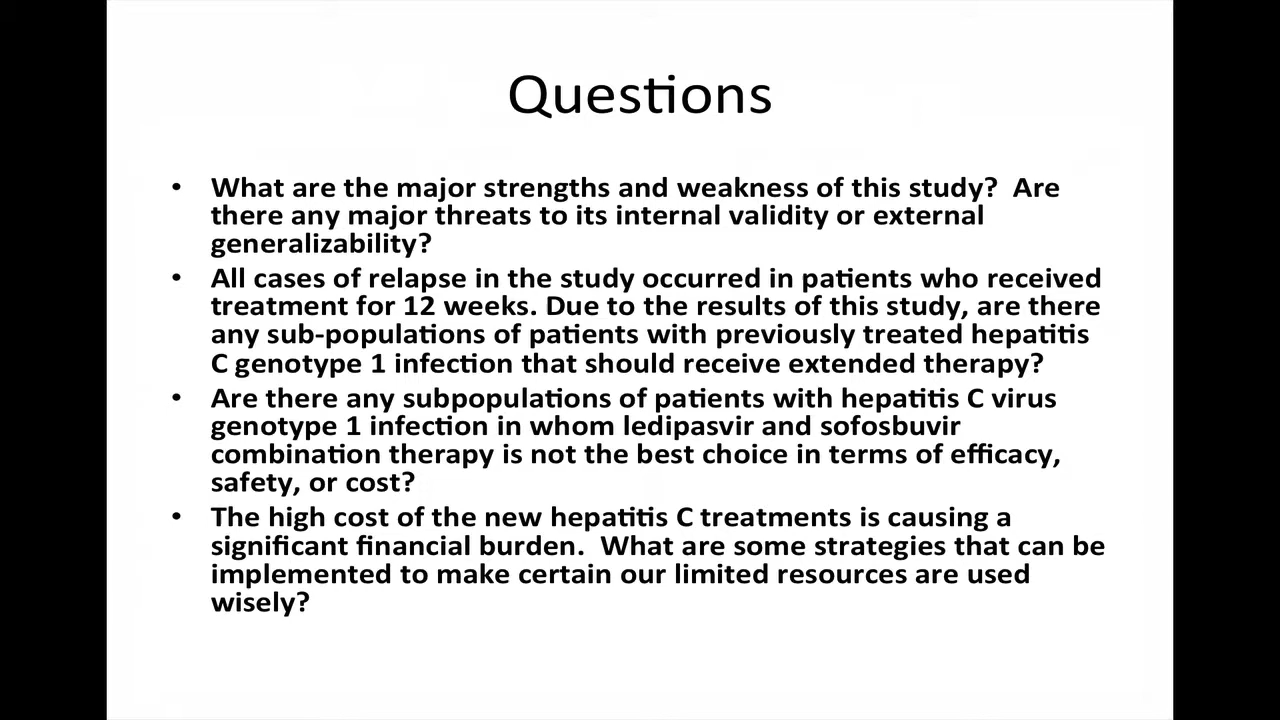 Questions
• What are the major strengths and weakness of this study?  Are
there any major threats to its internal validity or external
generalizability?
• All cases of relapse in the study occurred in patients who received
treatment for 12 weeks. Due to the results of this study, are there
any sub-populations of patients with previously treated hepatitis
C genotype 1 infection that should receive extended therapy?
• Are there any subpopulations of patients with hepatitis C virus
genotype 1 infection in whom ledipasvir and sofosbuvir
combination therapy is not the best choice in terms of efficacy,
safety, or cost?
• The high cost of the new hepatitis C treatments is causing a
significant financial burden.  What are some strategies that can be
implemented to make certain our limited resources are used
wisely?